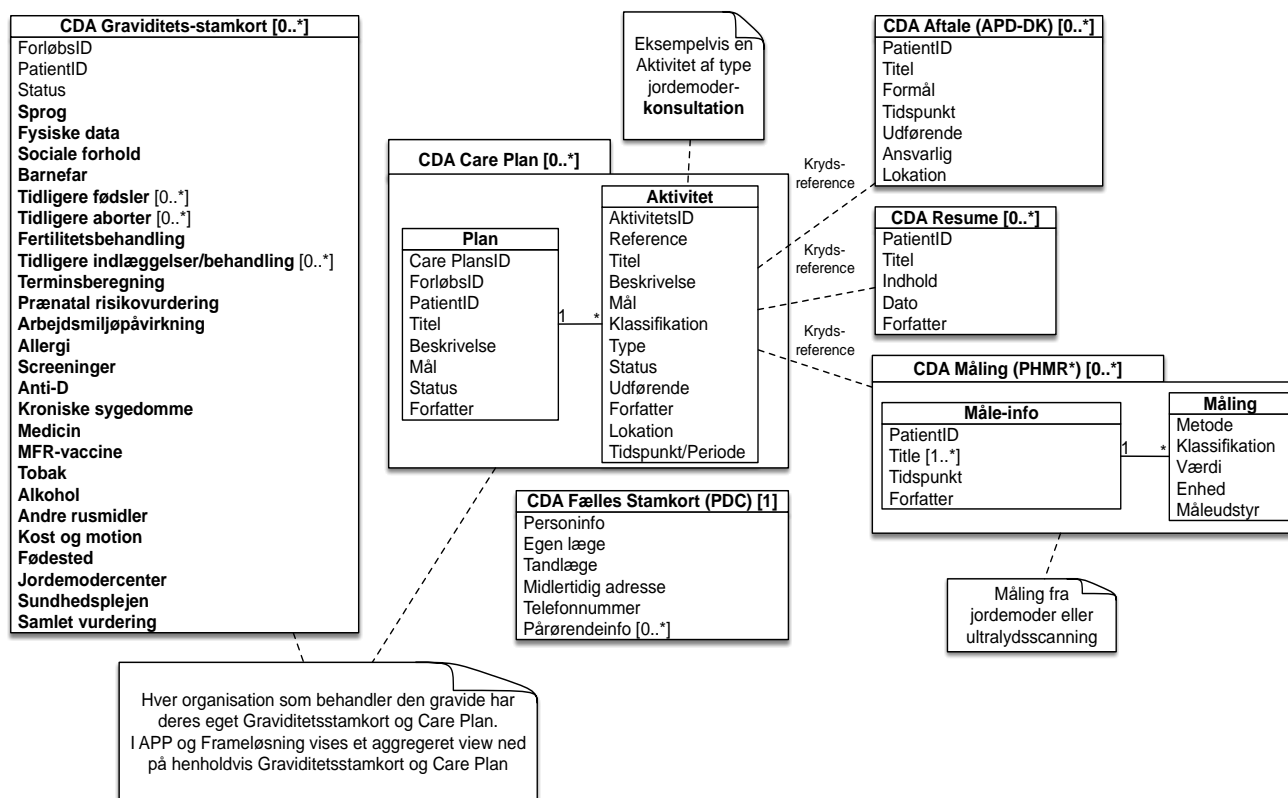 CDA Graviditets-stamkort [0..*]
ForløbsID
PatientID
Status
Sprog
Fysiske data
Sociale forhold
Barnefar
Tidligere fødsler [0..*]
Tidligere aborter [0..*]
Fertilitetsbehandling
Tidligere indlæggelser/behandling [0..*]
Terminsberegning
Prænatal risikovurdering
Arbejdsmiljøpåvirkning
Allergi
Screeninger
Anti-D
Kroniske sygedomme
Medicin
MFR-vaccine
Tobak
Alkohol
Andre rusmidler
Kost og motion
Fødested
Jordemodercenter
Sundhedsplejen
Samlet vurdering
Eksempelvis en
Aktivitet af type
jordemoder-
konsultation
CDA Care Plan [0..*]
Plan
Care PlansID
ForløbsID
PatientID
Titel
Beskrivelse
Mål
Status
Forfatter
1
*
Aktivitet
AktivitetsID
Reference
Titel
Beskrivelse
Mål
Klassifikation
Type
Status
Udførende
Forfatter
Lokation
Tidspunkt/Periode
Kryds-
reference
Kryds-
reference
Kryds-
reference
CDA Aftale (APD-DK) [0..*]
PatientID
Titel
Formål
Tidspunkt
Udførende
Ansvarlig
Lokation
CDA Resume [0..*]
PatientID
Titel
Indhold
Dato
Forfatter
CDA Måling (PHMR*) [0..*]
Måle-info
PatientID
Title [1..*]
Tidspunkt
Forfatter
1
*
Måling
Metode
Klassifikation
Værdi
Enhed
Måleudstyr
CDA Fælles Stamkort (PDC) [1]
Personinfo
Egen læge
Tandlæge
Midlertidig adresse
Telefonnummer
Pårørendeinfo [0..*]
Måling fra
jordemoder eller
ultralydsscanning
Hver organisation som behandler den gravide har
deres eget Graviditetsstamkort og Care Plan.
I APP og Frameløsning vises et aggregeret view ned
på henholdvis Graviditetsstamkort og Care Plan